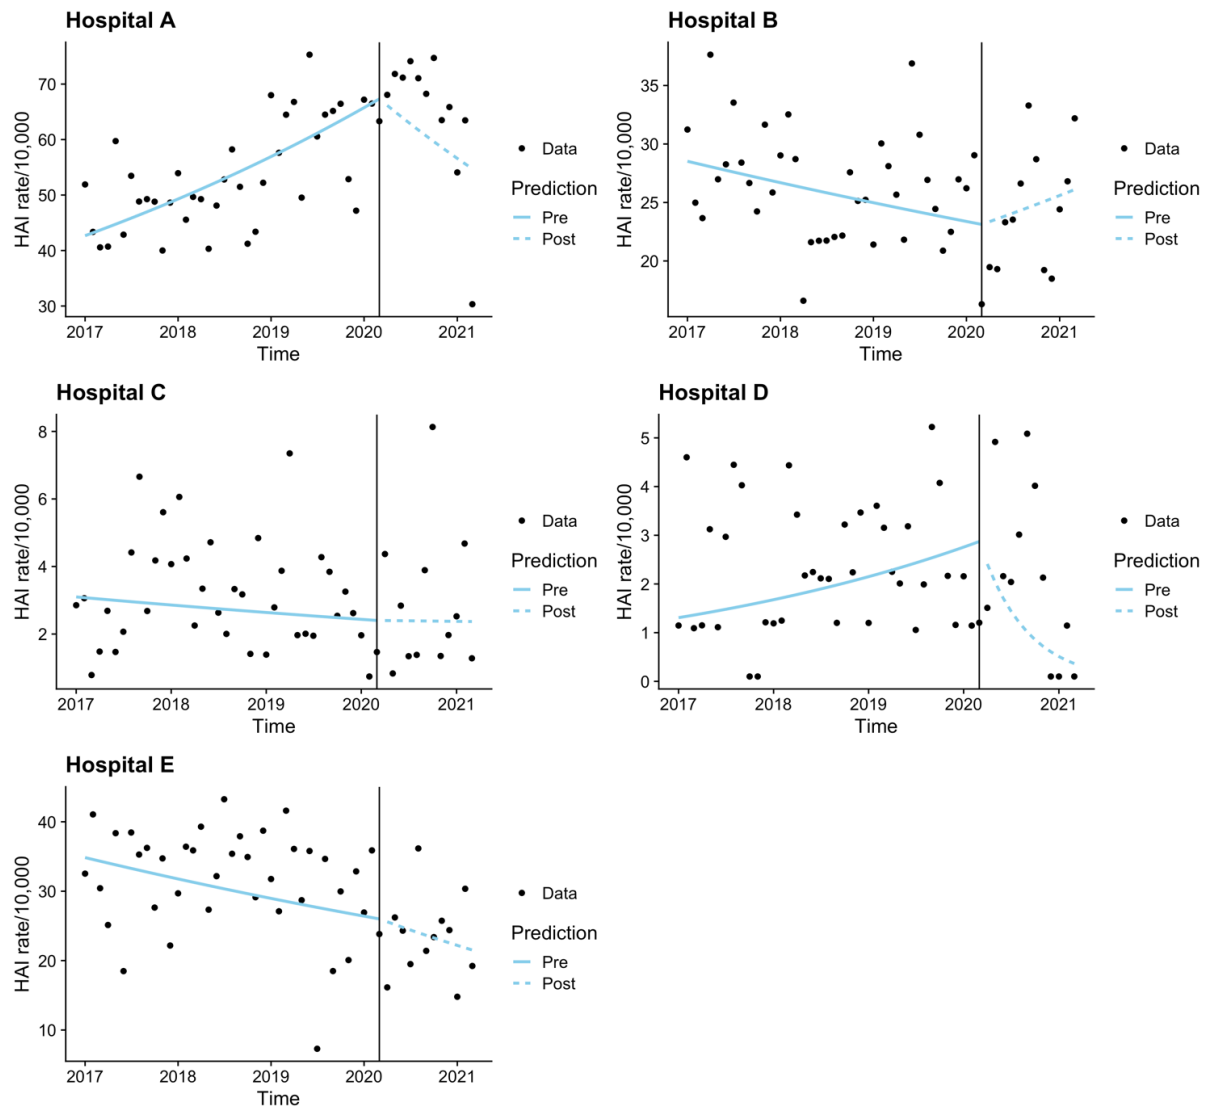 Hospital A
HAI rate/10,000
70
60
50
40
30
2017 2018 2019 2020 2021
Time
Data
Prediction
Pre
Post
Hospital B
HAI rate/10,000
35
30
25
20
2017 2018 2019 2020 2021
Time
Data
Prediction
Pre
Post
Hospital C
HAI rate/10,000
8
6
4
2
2017 2018 2019 2020 2021
Time
Data
Prediction
Pre
Post
Hospital D
HAI rate/10,000
5
4
3
2
1
0
2017 2018 2019 2020 2021
Time
Data
Prediction
Pre
Post
Hospital E
HAI rate/10,000
40
30
20
10
2017 2018 2019 2020 2021
Time
Data
Prediction
Pre
Post